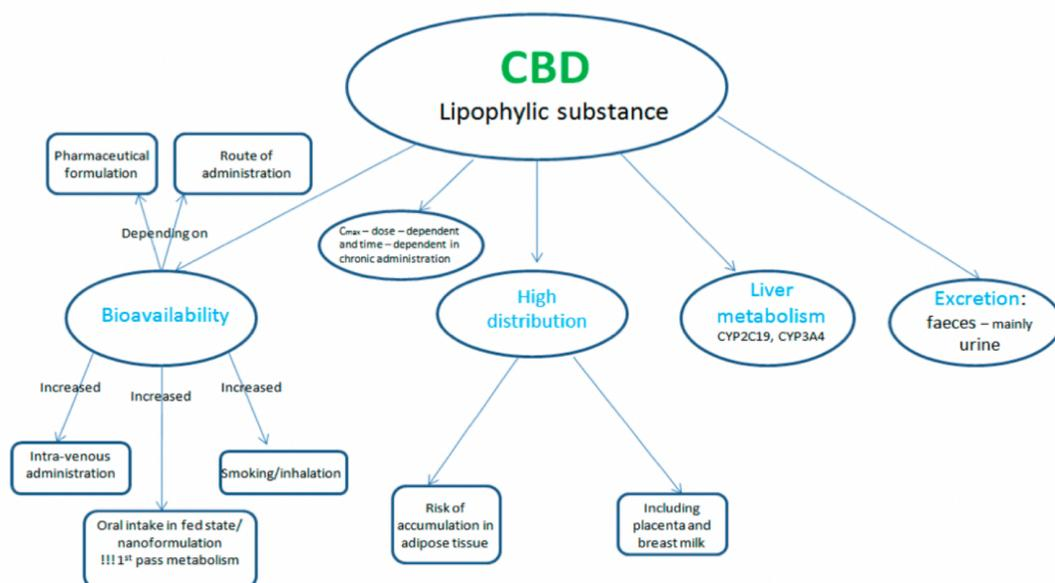 CBD
Lipophylic substance
Pharmaceutical
formulation
Route of
administration
Depending on
Cmax – dose – dependent
and time – dependent in
chronic administration
Bioavailability
High
distribution
Liver
metabolism
CYP2C19, CYP3A4
Excretion:
faeces – mainly
urine
Increased
Increased
Increased
Intra-venous
administration
Smoking/inhalation
Oral intake in fed state/
nanoformulation
!!! 1st pass metabolism
Risk of
accumulation in
adipose tissue
Including
placenta and
breast milk